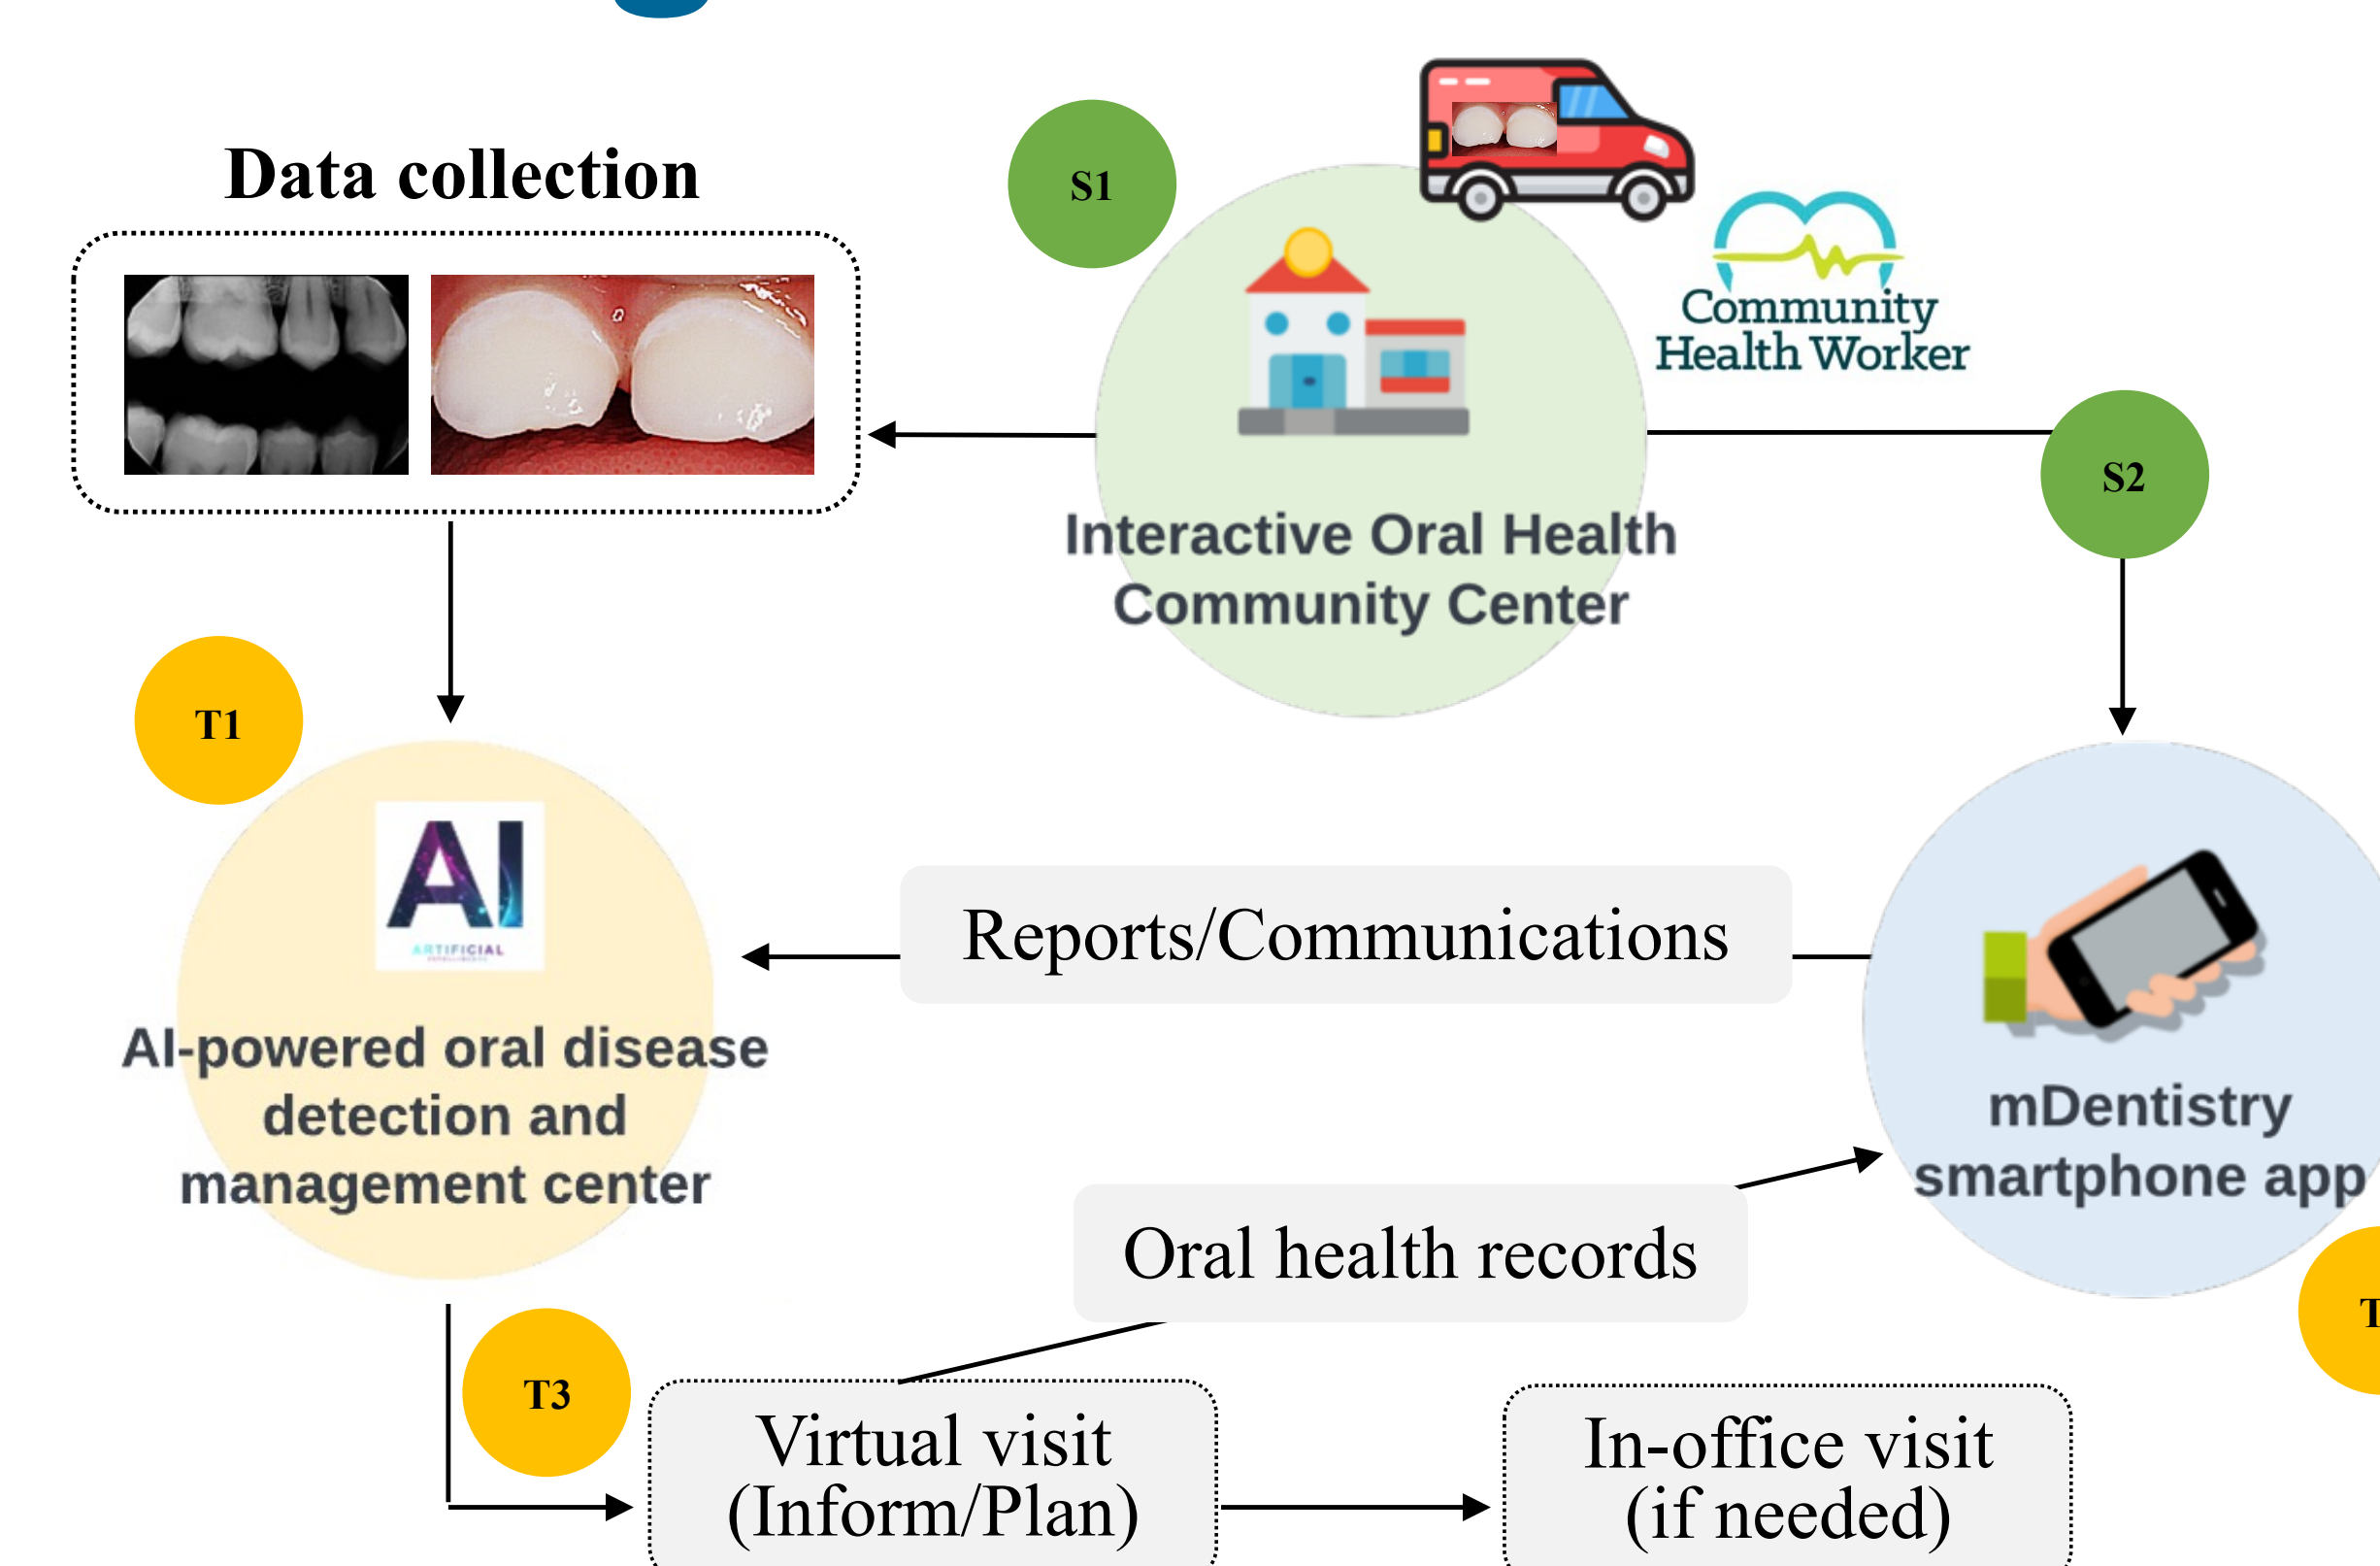 Data collection
S1
Community
Health Worker
S2
Interactive Oral Health
Community Center
T1
AI
ARTIFICIAL
AI-powered oral disease
detection and
management center
Reports/Communications
mDentistry
smartphone app
Oral health records
T3
Virtual visit
(Inform/Plan)
In-office visit
(if needed)